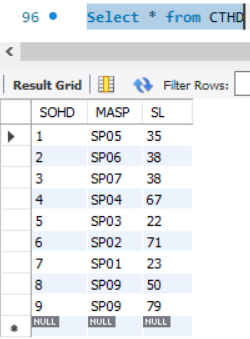 96 Select * from CTHD
Result Grid Filter Rows:
SOHD MASP SL
1 SP05 35
2 SP06 38
3 SP07 38
4 SP04 67
5 SP03 22
6 SP02 71
7 SP01 23
8 SP09 50
9 SP09 79
NULL NULL NULL